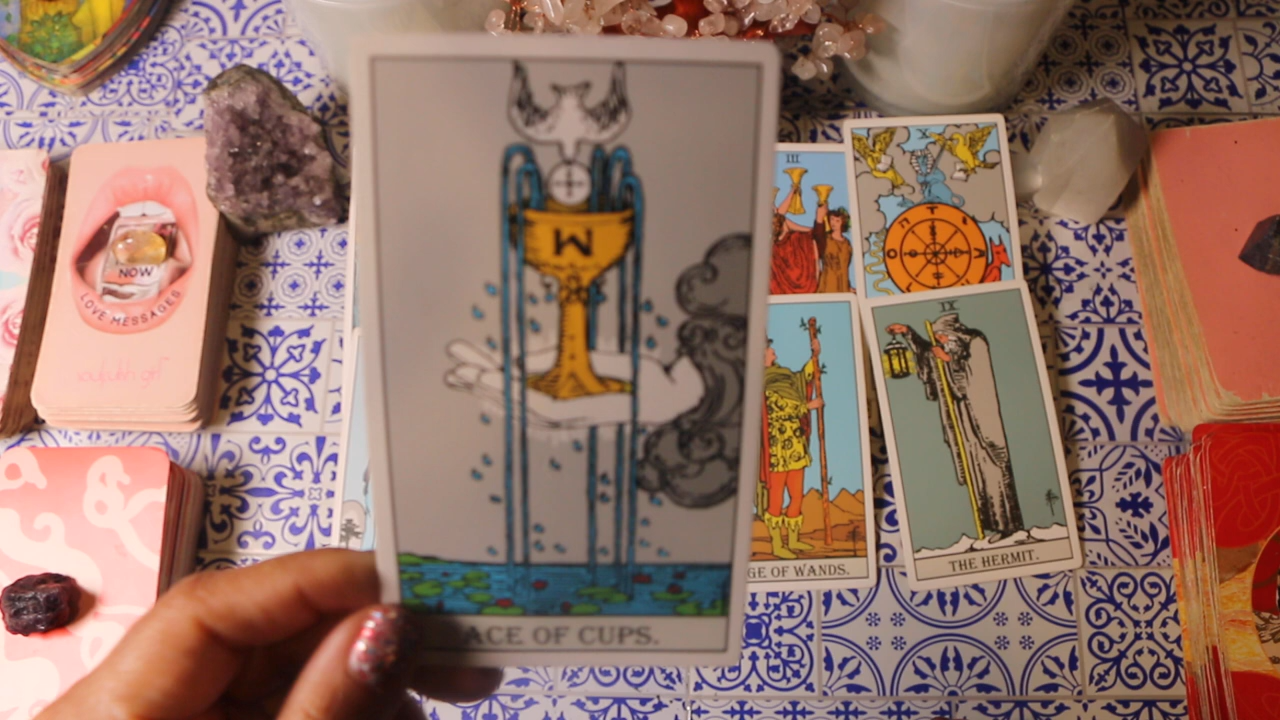 NOW
LOVE MESSAGES
W
ACE OF CUPS.
III
X
GE OF WANDS.
IX
THE HERMIT.